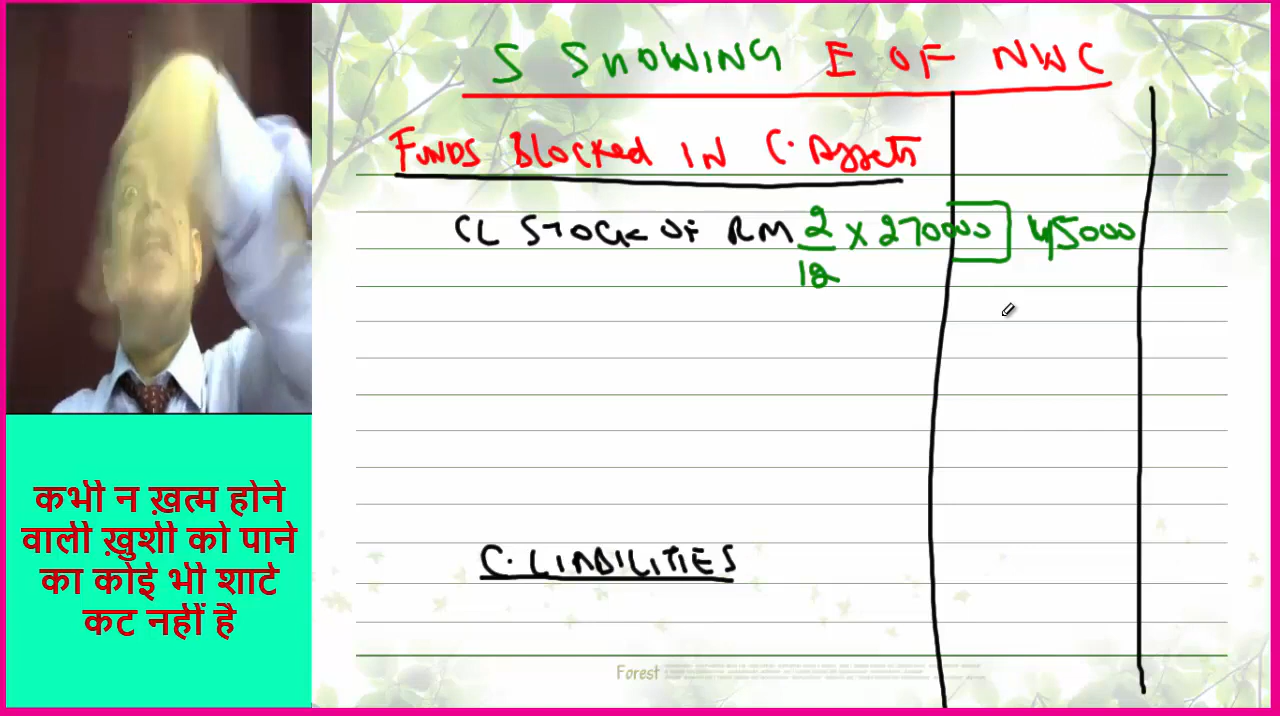 S SHOWING E OF NWC
FUNDS Blocked IN C. Assets
CL STOCK OF RM 2/12 × 270000 45000
C. LIABILITIES
Forest
कभी न ख़त्म होने
वाली ख़ुशी को पाने
का कोई भी शार्ट
कट नहीं है